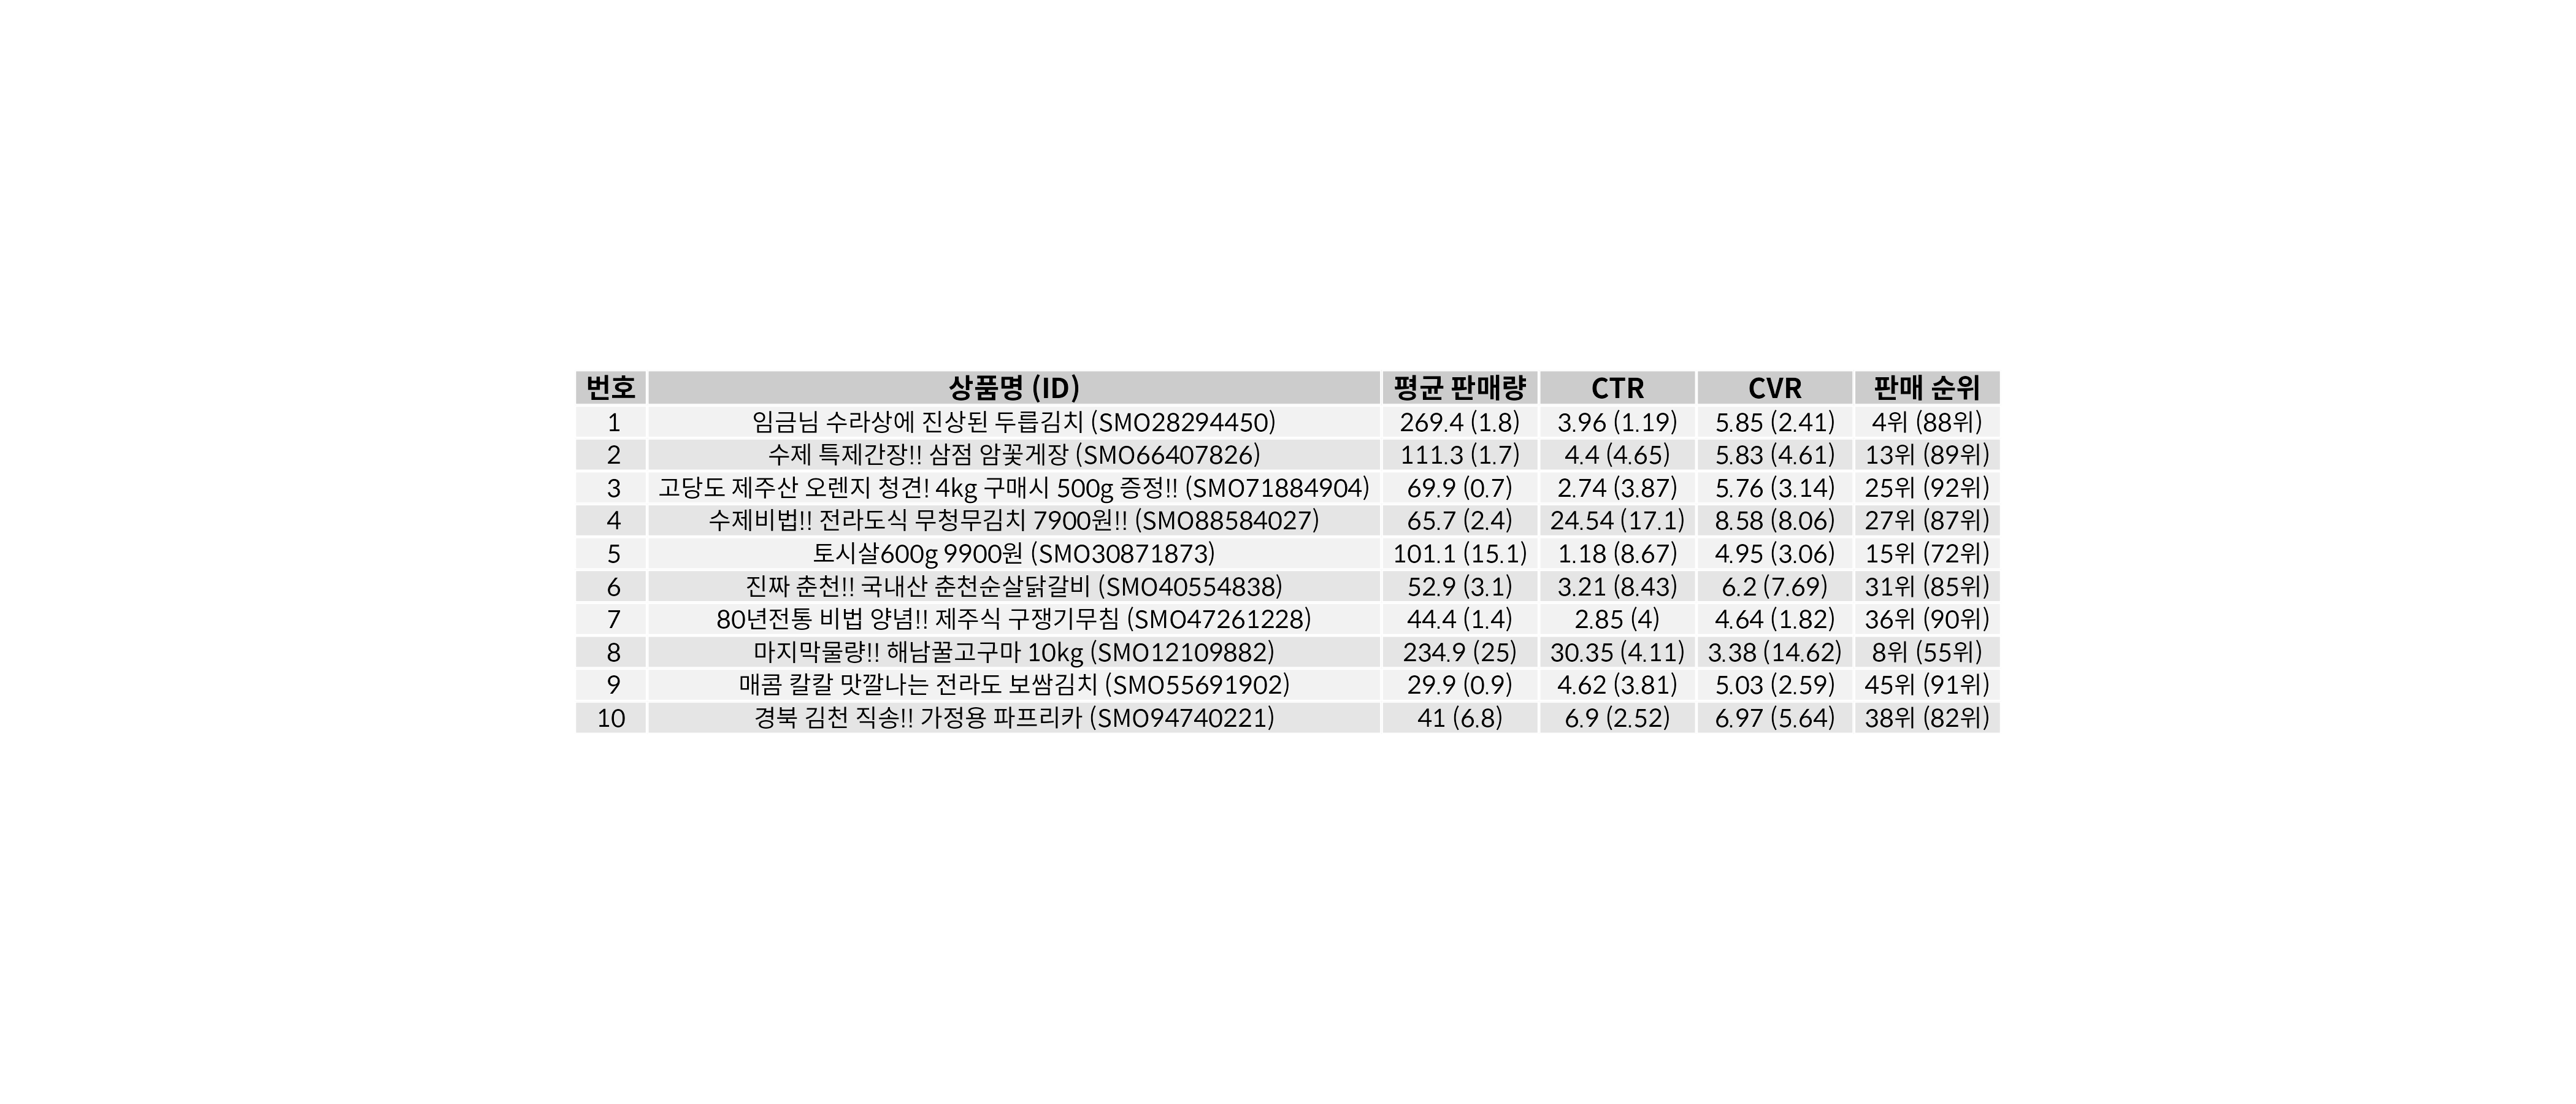 번호 상품명 (ID) 평균 판매량 CTR CVR 판매 순위
1 임금님 수라상에 진상된 두릅김치 (SMO28294450) 269.4 (1.8) 3.96 (1.19) 5.85 (2.41) 4위 (88위)
2 수제 특제간장!! 삼점 암꽃게장 (SMO66407826) 111.3 (1.7) 4.4 (4.65) 5.83 (4.61) 13위 (89위)
3 고당도 제주산 오렌지 청견! 4kg 구매시 500g 증정!! (SMO71884904) 69.9 (0.7) 2.74 (3.87) 5.76 (3.14) 25위 (92위)
4 수제비법!! 전라도식 무청무김치 7900원!! (SMO88584027) 65.7 (2.4) 24.54 (17.1) 8.58 (8.06) 27위 (87위)
5 토시살600g 9900원 (SMO30871873) 101.1 (15.1) 1.18 (8.67) 4.95 (3.06) 15위 (72위)
6 진짜 춘천!! 국내산 춘천순살닭갈비 (SMO40554838) 52.9 (3.1) 3.21 (8.43) 6.2 (7.69) 31위 (85위)
7 80년전통 비법 양념!! 제주식 구쟁기무침 (SMO47261228) 44.4 (1.4) 2.85 (4) 4.64 (1.82) 36위 (90위)
8 마지막물량!! 해남꿀고구마 10kg (SMO12109882) 234.9 (25) 30.35 (4.11) 3.38 (14.62) 8위 (55위)
9 매콤 칼칼 맛깔나는 전라도 보쌈김치 (SMO55691902) 29.9 (0.9) 4.62 (3.81) 5.03 (2.59) 45위 (91위)
10 경북 김천 직송!! 가정용 파프리카 (SMO94740221) 41 (6.8) 6.9 (2.52) 6.97 (5.64) 38위 (82위)